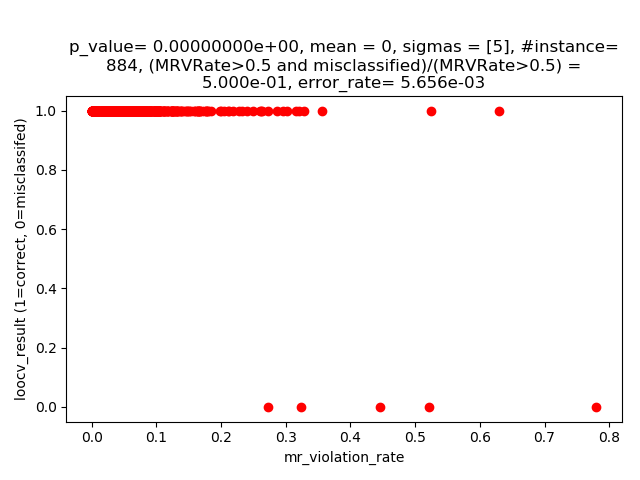 p_value= 0.00000000e+00, mean = 0, sigmas = [5], #instance=
884, (MRVRate>0.5 and misclassified)/(MRVRate>0.5) =
5.000e-01, error_rate= 5.656e-03
loocv_result (1=correct, 0=misclassifed)
1.0
0.8
0.6
0.4
0.2
0.0
0.0 0.1 0.2 0.3 0.4 0.5 0.6 0.7 0.8
mr_violation_rate